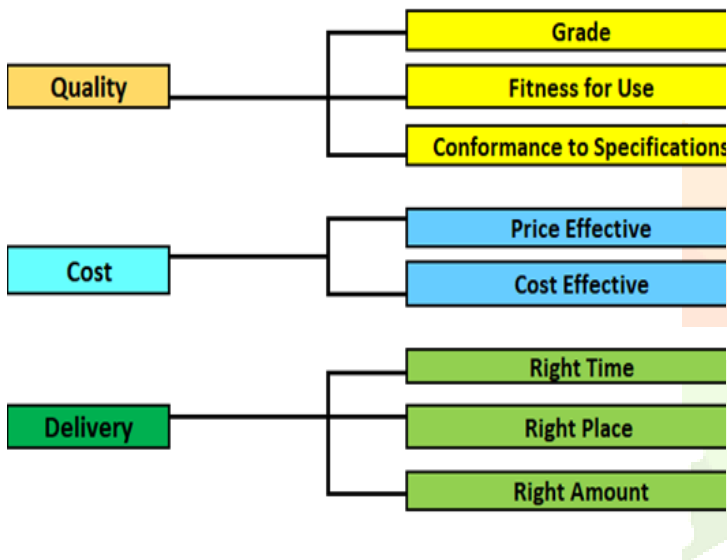 Quality
Grade
Fitness for Use
Conformance to Specifications
Cost
Price Effective
Cost Effective
Delivery
Right Time
Right Place
Right Amount